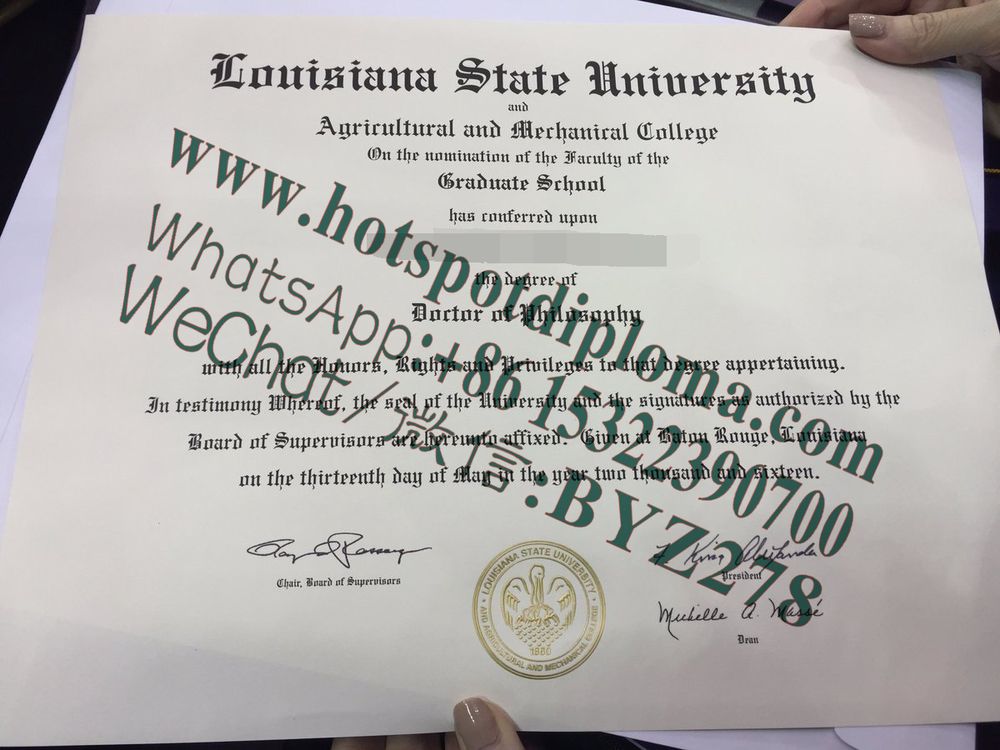 Louisiana State University
and
Agricultural and Mechanical College
On the nomination of the Faculty of the
Graduate School
has conferred upon
the degree of
Doctor of Philosophy
with all the Honors, Rights and Privileges to that degree appertaining.
In testimony Whereof, the seal of the University and the signatures as authorized by the
Board of Supervisors are hereunto affixed. Given at Baton Rouge, Louisiana
on the thirteenth day of May in the year two thousand and sixteen.
www.hotspotdiploma.com
WhatsApp:+86 15322390700
WeChat/微信:BYZ278
Chair, Board of Supervisors
LOUISIANA STATE UNIVERSITY
AND AGRICULTURAL AND MECHANICAL
1860
President
Michelle A. Massé
Dean